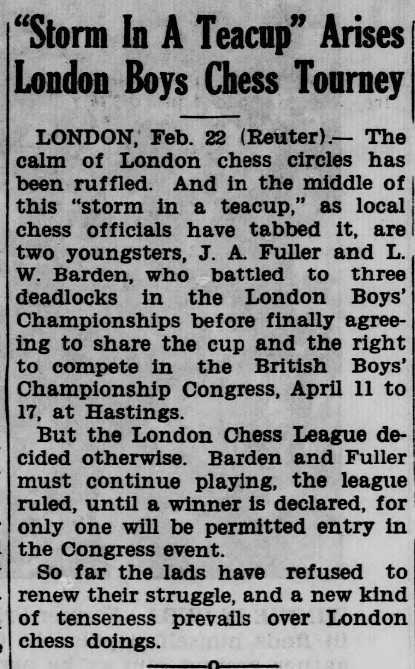 "Storm In A Teacup" Arises
London Boys Chess Tourney
LONDON, Feb. 22 (Reuter).— The
calm of London chess circles has
been ruffled. And in the middle of
this "storm in a teacup," as local
chess officials have tabbed it, are
two youngsters, J. A. Fuller and L.
W. Barden, who battled to three
deadlocks in the London Boys'
Championships before finally agree-
ing to share the cup and the right
to compete in the British Boys'
Championship Congress, April 11 to
17, at Hastings.
But the London Chess League de-
cided otherwise. Barden and Fuller
must continue playing, the league
ruled, until a winner is declared, for
only one will be permitted entry in
the Congress event.
So far the lads have refused to
renew their struggle, and a new kind
of tenseness prevails over London
chess doings.